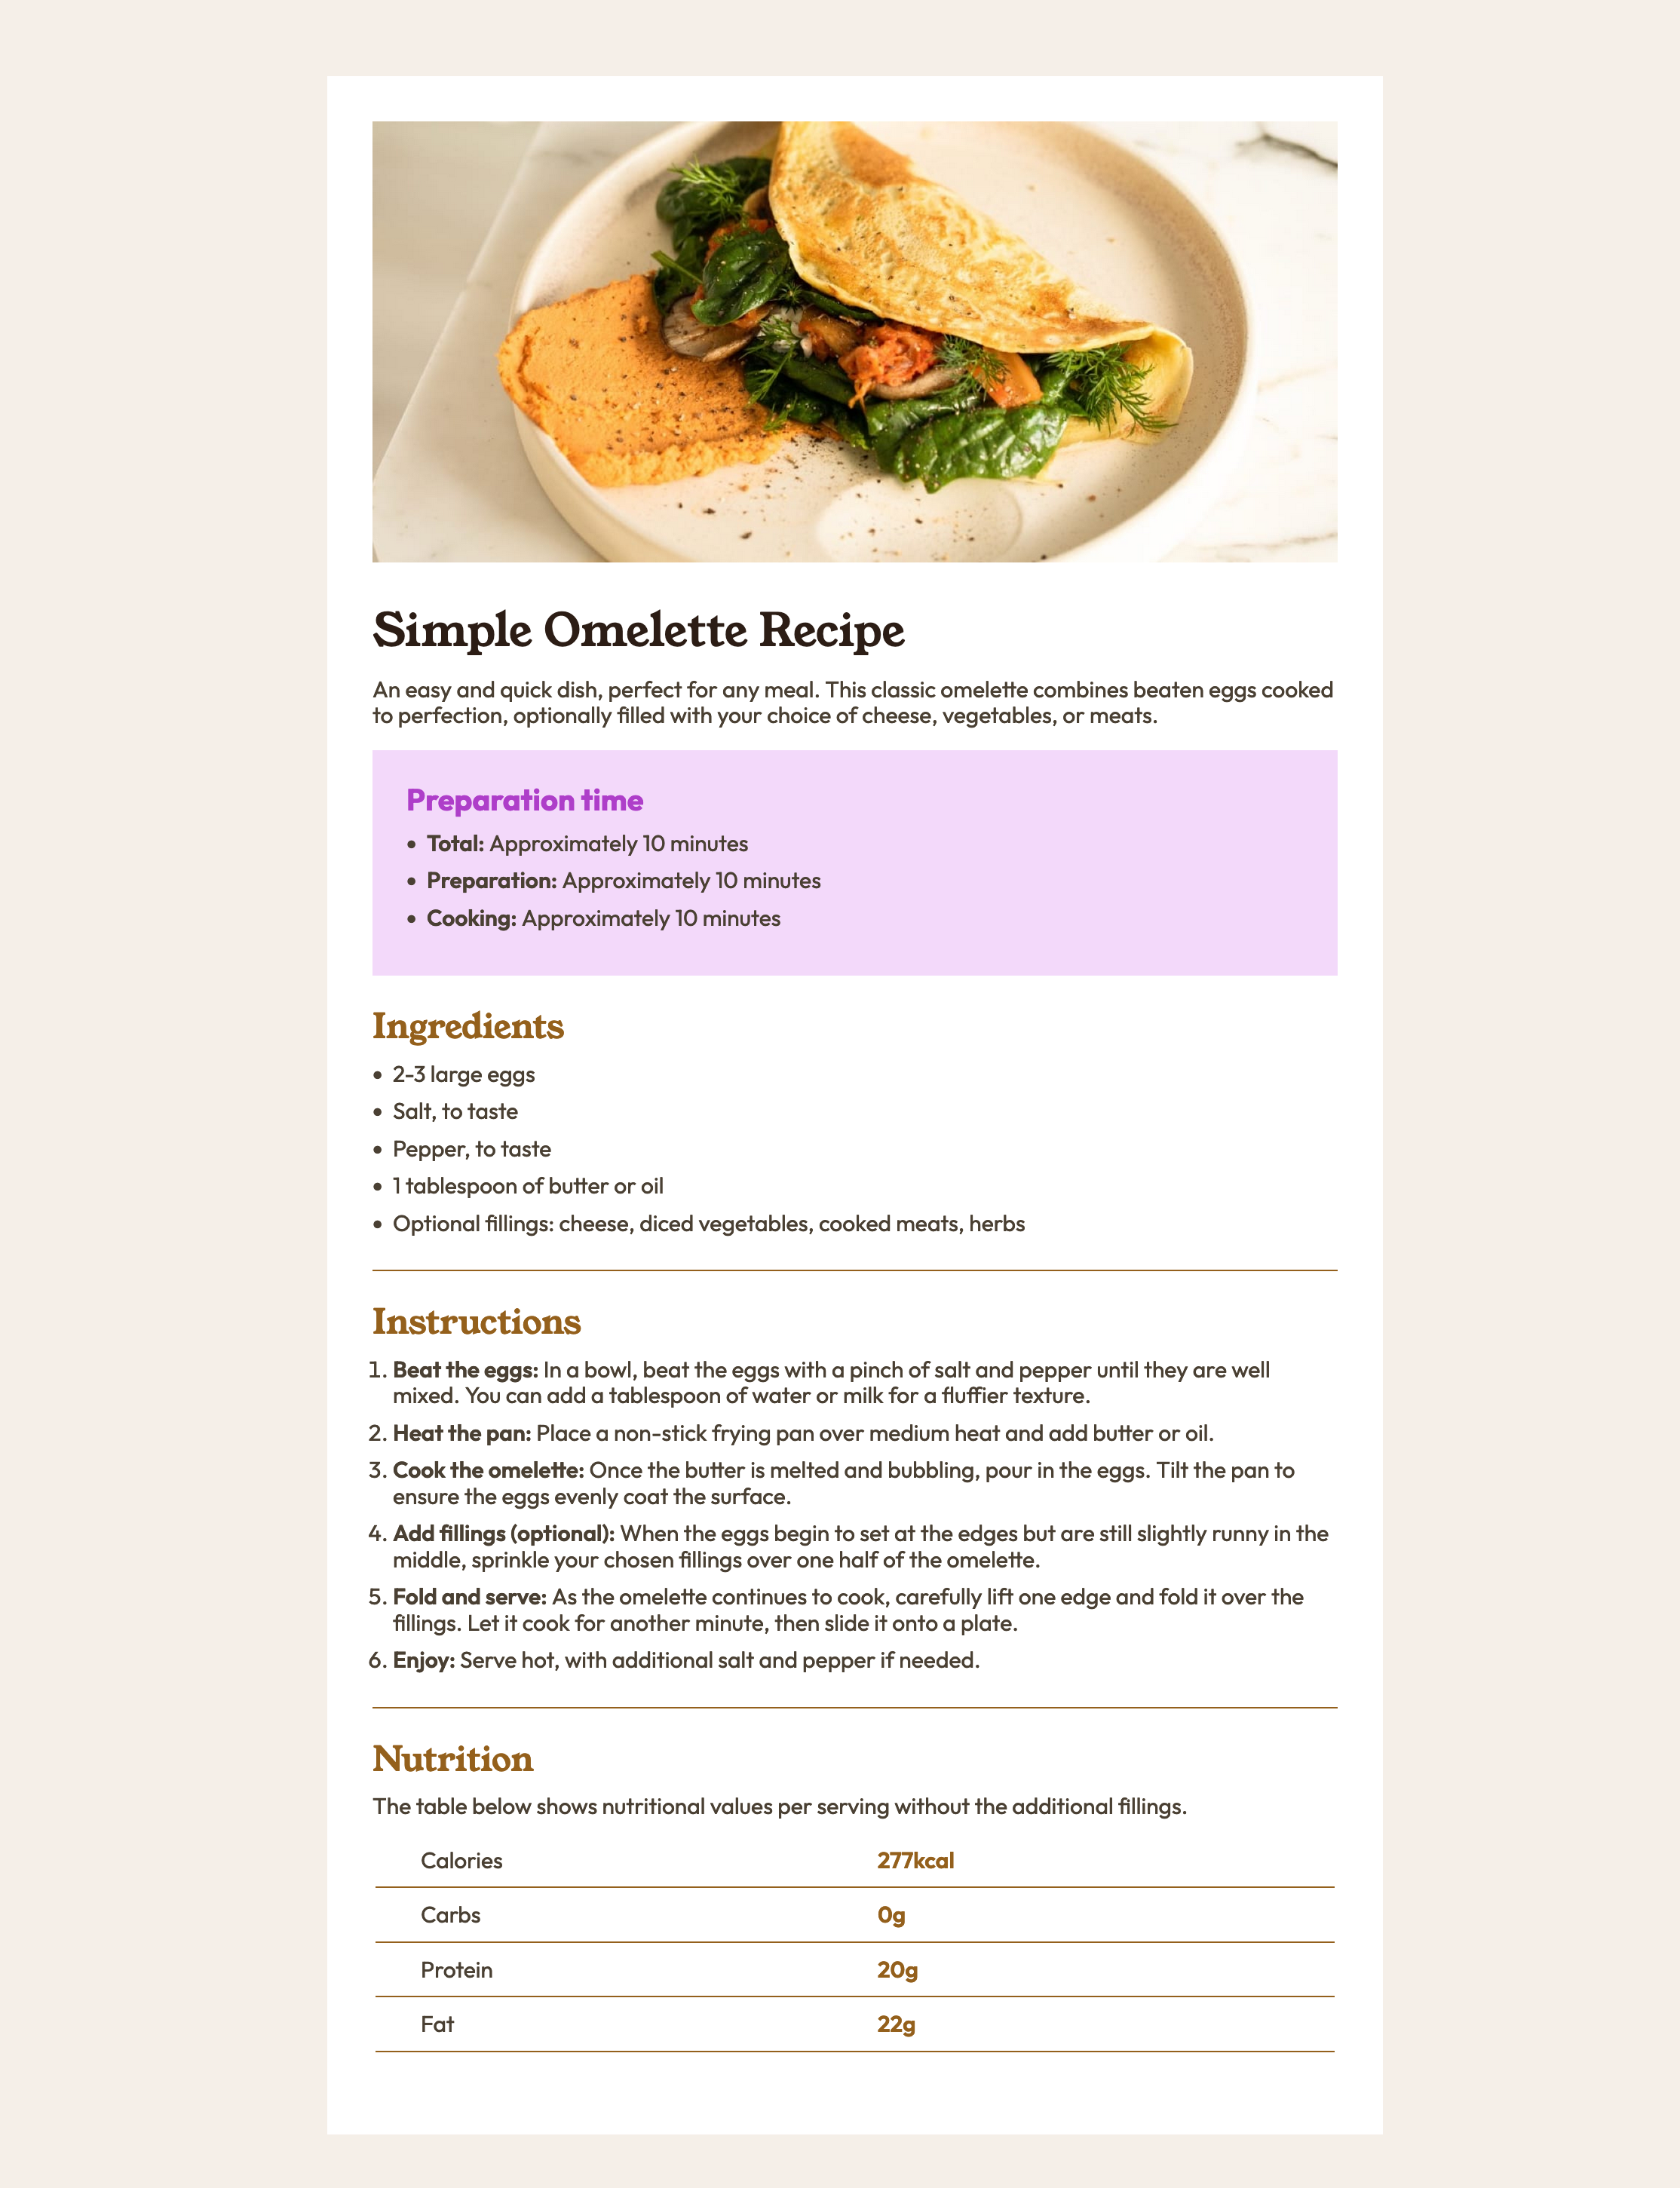 Simple Omelette Recipe
An easy and quick dish, perfect for any meal. This classic omelette combines beaten eggs cooked
to perfection, optionally filled with your choice of cheese, vegetables, or meats.
Preparation time
• Total: Approximately 10 minutes
• Preparation: Approximately 10 minutes
• Cooking: Approximately 10 minutes
Ingredients
• 2-3 large eggs
• Salt, to taste
• Pepper, to taste
• 1 tablespoon of butter or oil
• Optional fillings: cheese, diced vegetables, cooked meats, herbs
Instructions
1. Beat the eggs: In a bowl, beat the eggs with a pinch of salt and pepper until they are well
mixed. You can add a tablespoon of water or milk for a fluffier texture.
2. Heat the pan: Place a non-stick frying pan over medium heat and add butter or oil.
3. Cook the omelette: Once the butter is melted and bubbling, pour in the eggs. Tilt the pan to
ensure the eggs evenly coat the surface.
4. Add fillings (optional): When the eggs begin to set at the edges but are still slightly runny in the
middle, sprinkle your chosen fillings over one half of the omelette.
5. Fold and serve: As the omelette continues to cook, carefully lift one edge and fold it over the
fillings. Let it cook for another minute, then slide it onto a plate.
6. Enjoy: Serve hot, with additional salt and pepper if needed.
Nutrition
The table below shows nutritional values per serving without the additional fillings.
Calories 277kcal
Carbs 0g
Protein 20g
Fat 22g